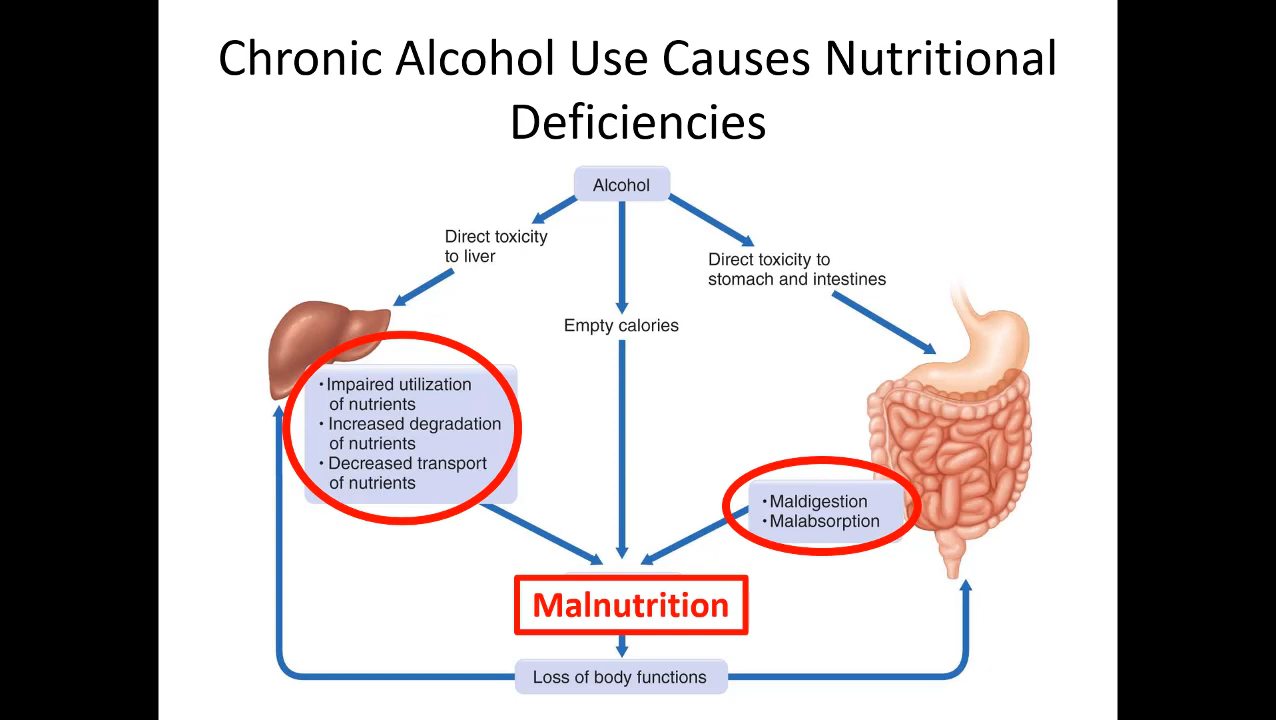 Chronic Alcohol Use Causes Nutritional
Deficiencies
Alcohol
Direct toxicity
to liver
Direct toxicity to
stomach and intestines
Empty calories
• Impaired utilization
of nutrients
• Increased degradation
of nutrients
• Decreased transport
of nutrients
• Maldigestion
• Malabsorption
Malnutrition
Loss of body functions